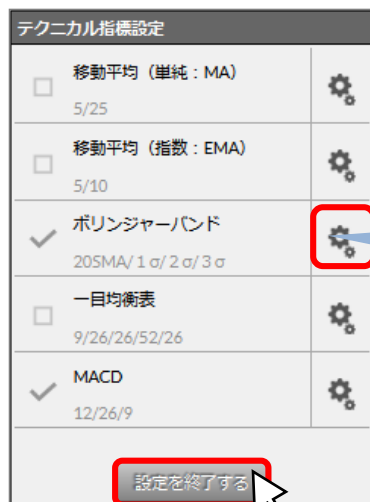 テクニカル指標設定
移動平均（単純：MA）
5/25
移動平均（指数：EMA）
5/10
ボリンジャーバンド
20SMA/1σ/2σ/3σ
一目均衡表
9/26/26/52/26
MACD
12/26/9
設定を終了する